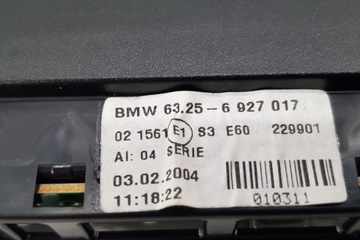 BMW 63.25-6 927 017
02 1561 E1 S3 E60 229901
AI: 04 SERIE
03.02.2004
11:18:22
010311